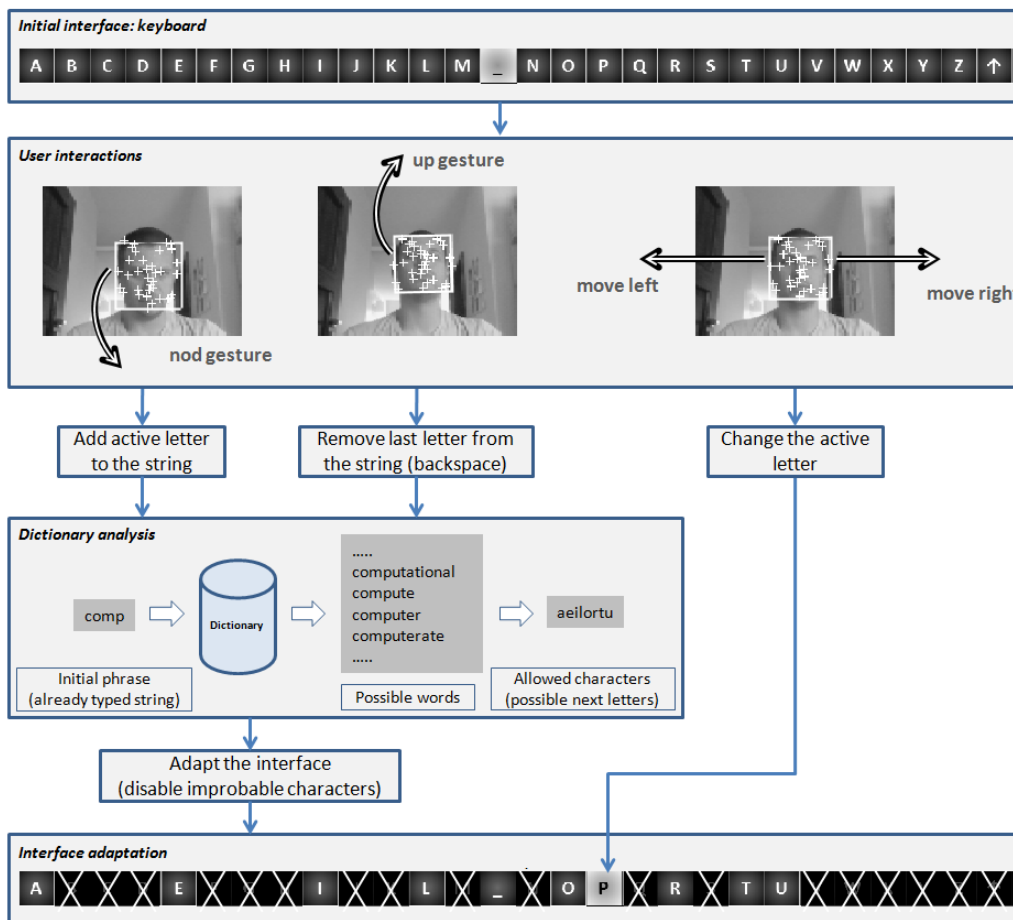 Initial interface: keyboard
A B C D E F G H I J K L M _ N O P Q R S T U V W X Y Z ↑
User interactions
up gesture
move left
move right
nod gesture
Add active letter
to the string
Remove last letter from
the string (backspace)
Change the active
letter
Dictionary analysis
.....
computational
compute
computer
computerate
.....
comp
Dictionary
aeilortu
Initial phrase
(already typed string)
Possible words
Allowed characters
(possible next letters)
Adapt the interface
(disable improbable characters)
Interface adaptation
A E I L _ O P R T U